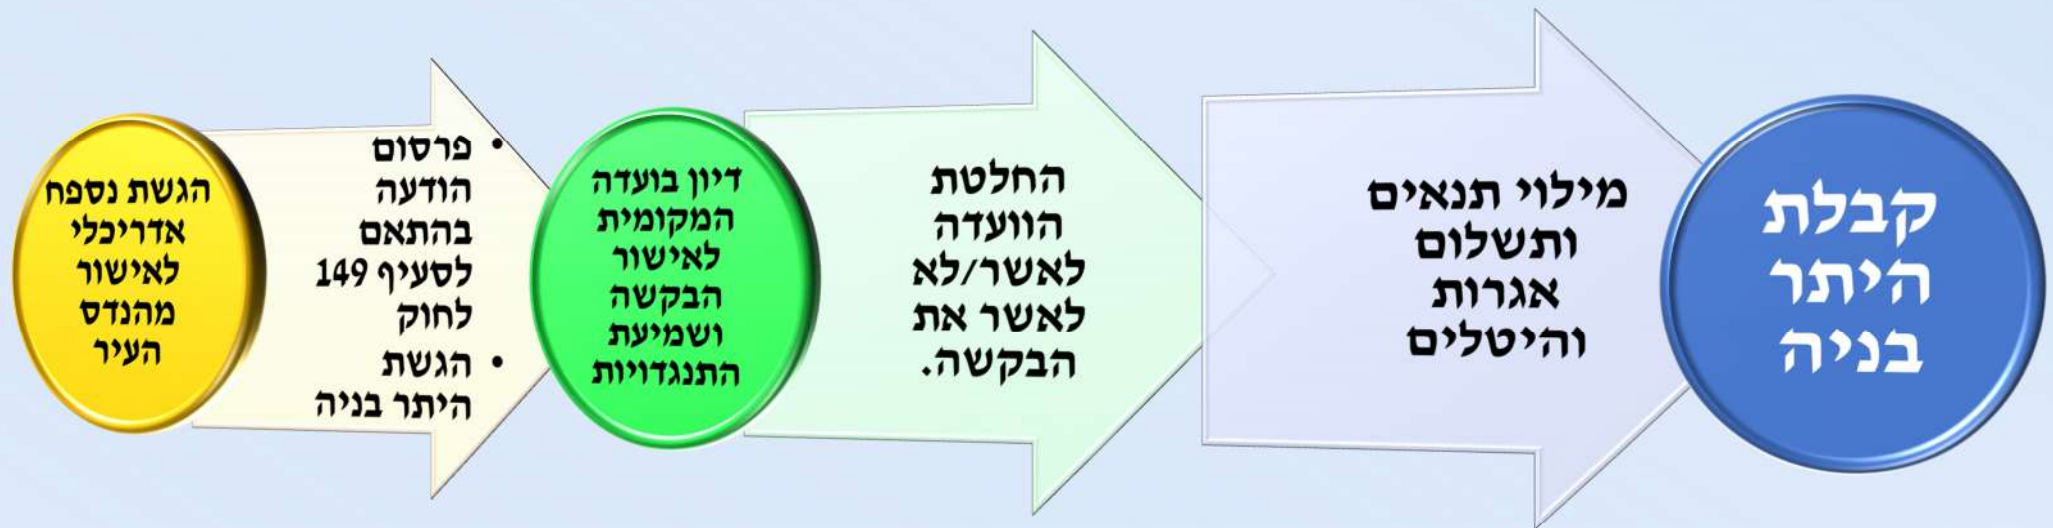 הגשת נספח
אדריכלי
לאישור
מהנדס
העיר
• פרסום
הודעה
בהתאם
לסעיף 149
לחוק
• הגשת
היתר בניה
דיון בועדה
המקומית
לאישור
הבקשה
ושמיעת
התנגדויות
החלטת
הוועדה
לאשר/לא
לאשר את
הבקשה.
מילוי תנאים
ותשלום
אגרות
והיטלים
קבלת
היתר
בניה